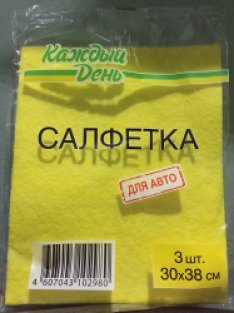 Каждый
День
САЛФЕТКА
ДЛЯ АВТО
3 шт.
30x38 см
4 607043 102980